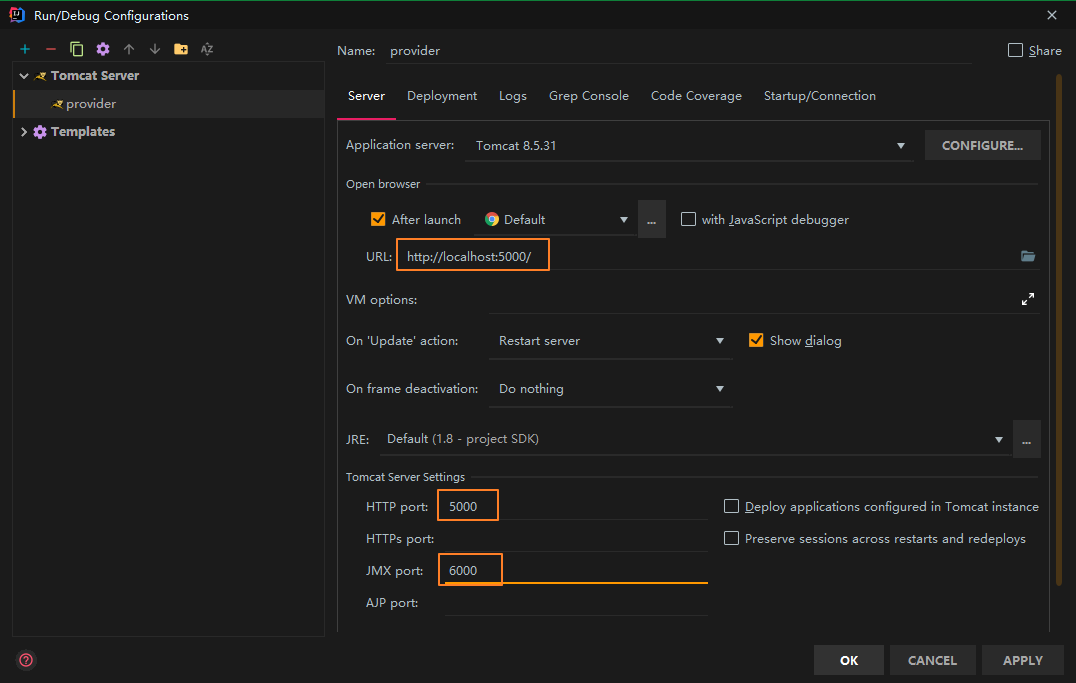 Run/Debug Configurations
Name: provider
Share
Tomcat Server
provider
Templates
Server Deployment Logs Grep Console Code Coverage Startup/Connection
Application server: Tomcat 8.5.31 CONFIGURE...
Open browser
After launch Default ... with JavaScript debugger
URL: http://localhost:5000/
VM options:
On 'Update' action: Restart server Show dialog
On frame deactivation: Do nothing
JRE: Default (1.8 - project SDK) ...
Tomcat Server Settings
HTTP port: 5000 Deploy applications configured in Tomcat instance
HTTPs port: Preserve sessions across restarts and redeploys
JMX port: 6000
AJP port:
OK CANCEL APPLY